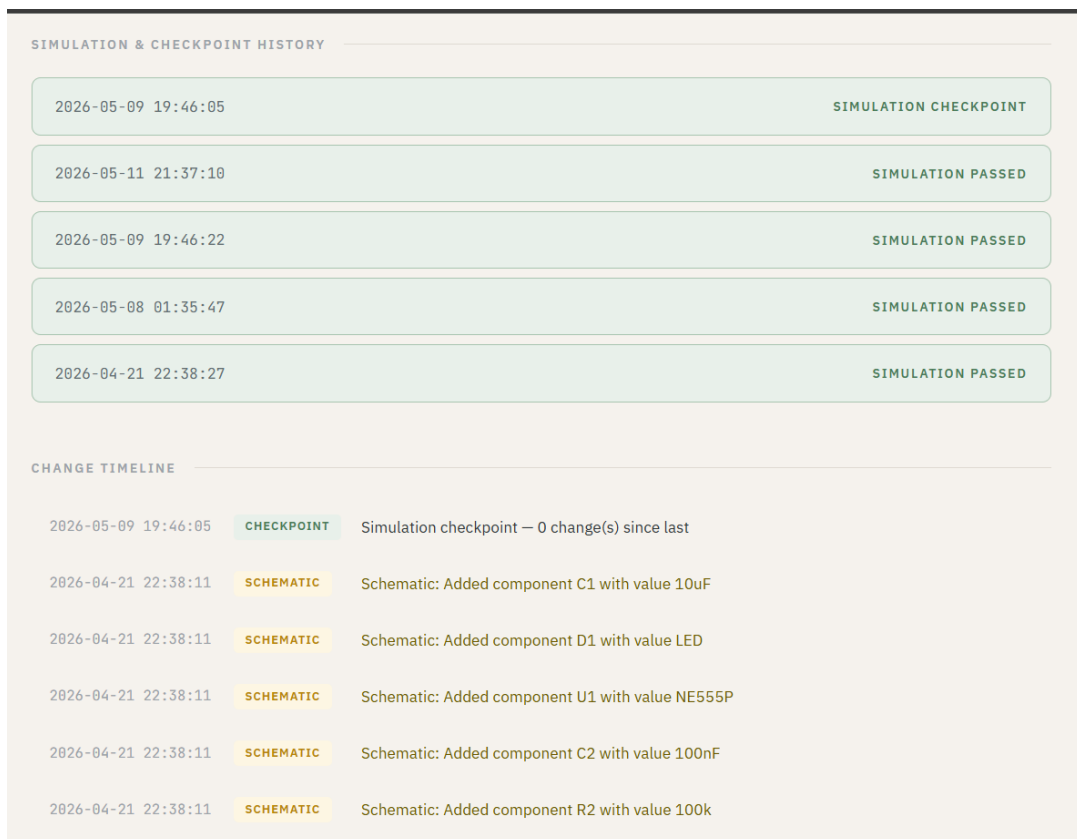 SIMULATION & CHECKPOINT HISTORY
2026-05-09 19:46:05 SIMULATION CHECKPOINT
2026-05-11 21:37:10 SIMULATION PASSED
2026-05-09 19:46:22 SIMULATION PASSED
2026-05-08 01:35:47 SIMULATION PASSED
2026-04-21 22:38:27 SIMULATION PASSED
CHANGE TIMELINE
2026-05-09 19:46:05 CHECKPOINT Simulation checkpoint — 0 change(s) since last
2026-04-21 22:38:11 SCHEMATIC Schematic: Added component C1 with value 10uF
2026-04-21 22:38:11 SCHEMATIC Schematic: Added component D1 with value LED
2026-04-21 22:38:11 SCHEMATIC Schematic: Added component U1 with value NE555P
2026-04-21 22:38:11 SCHEMATIC Schematic: Added component C2 with value 100nF
2026-04-21 22:38:11 SCHEMATIC Schematic: Added component R2 with value 100k